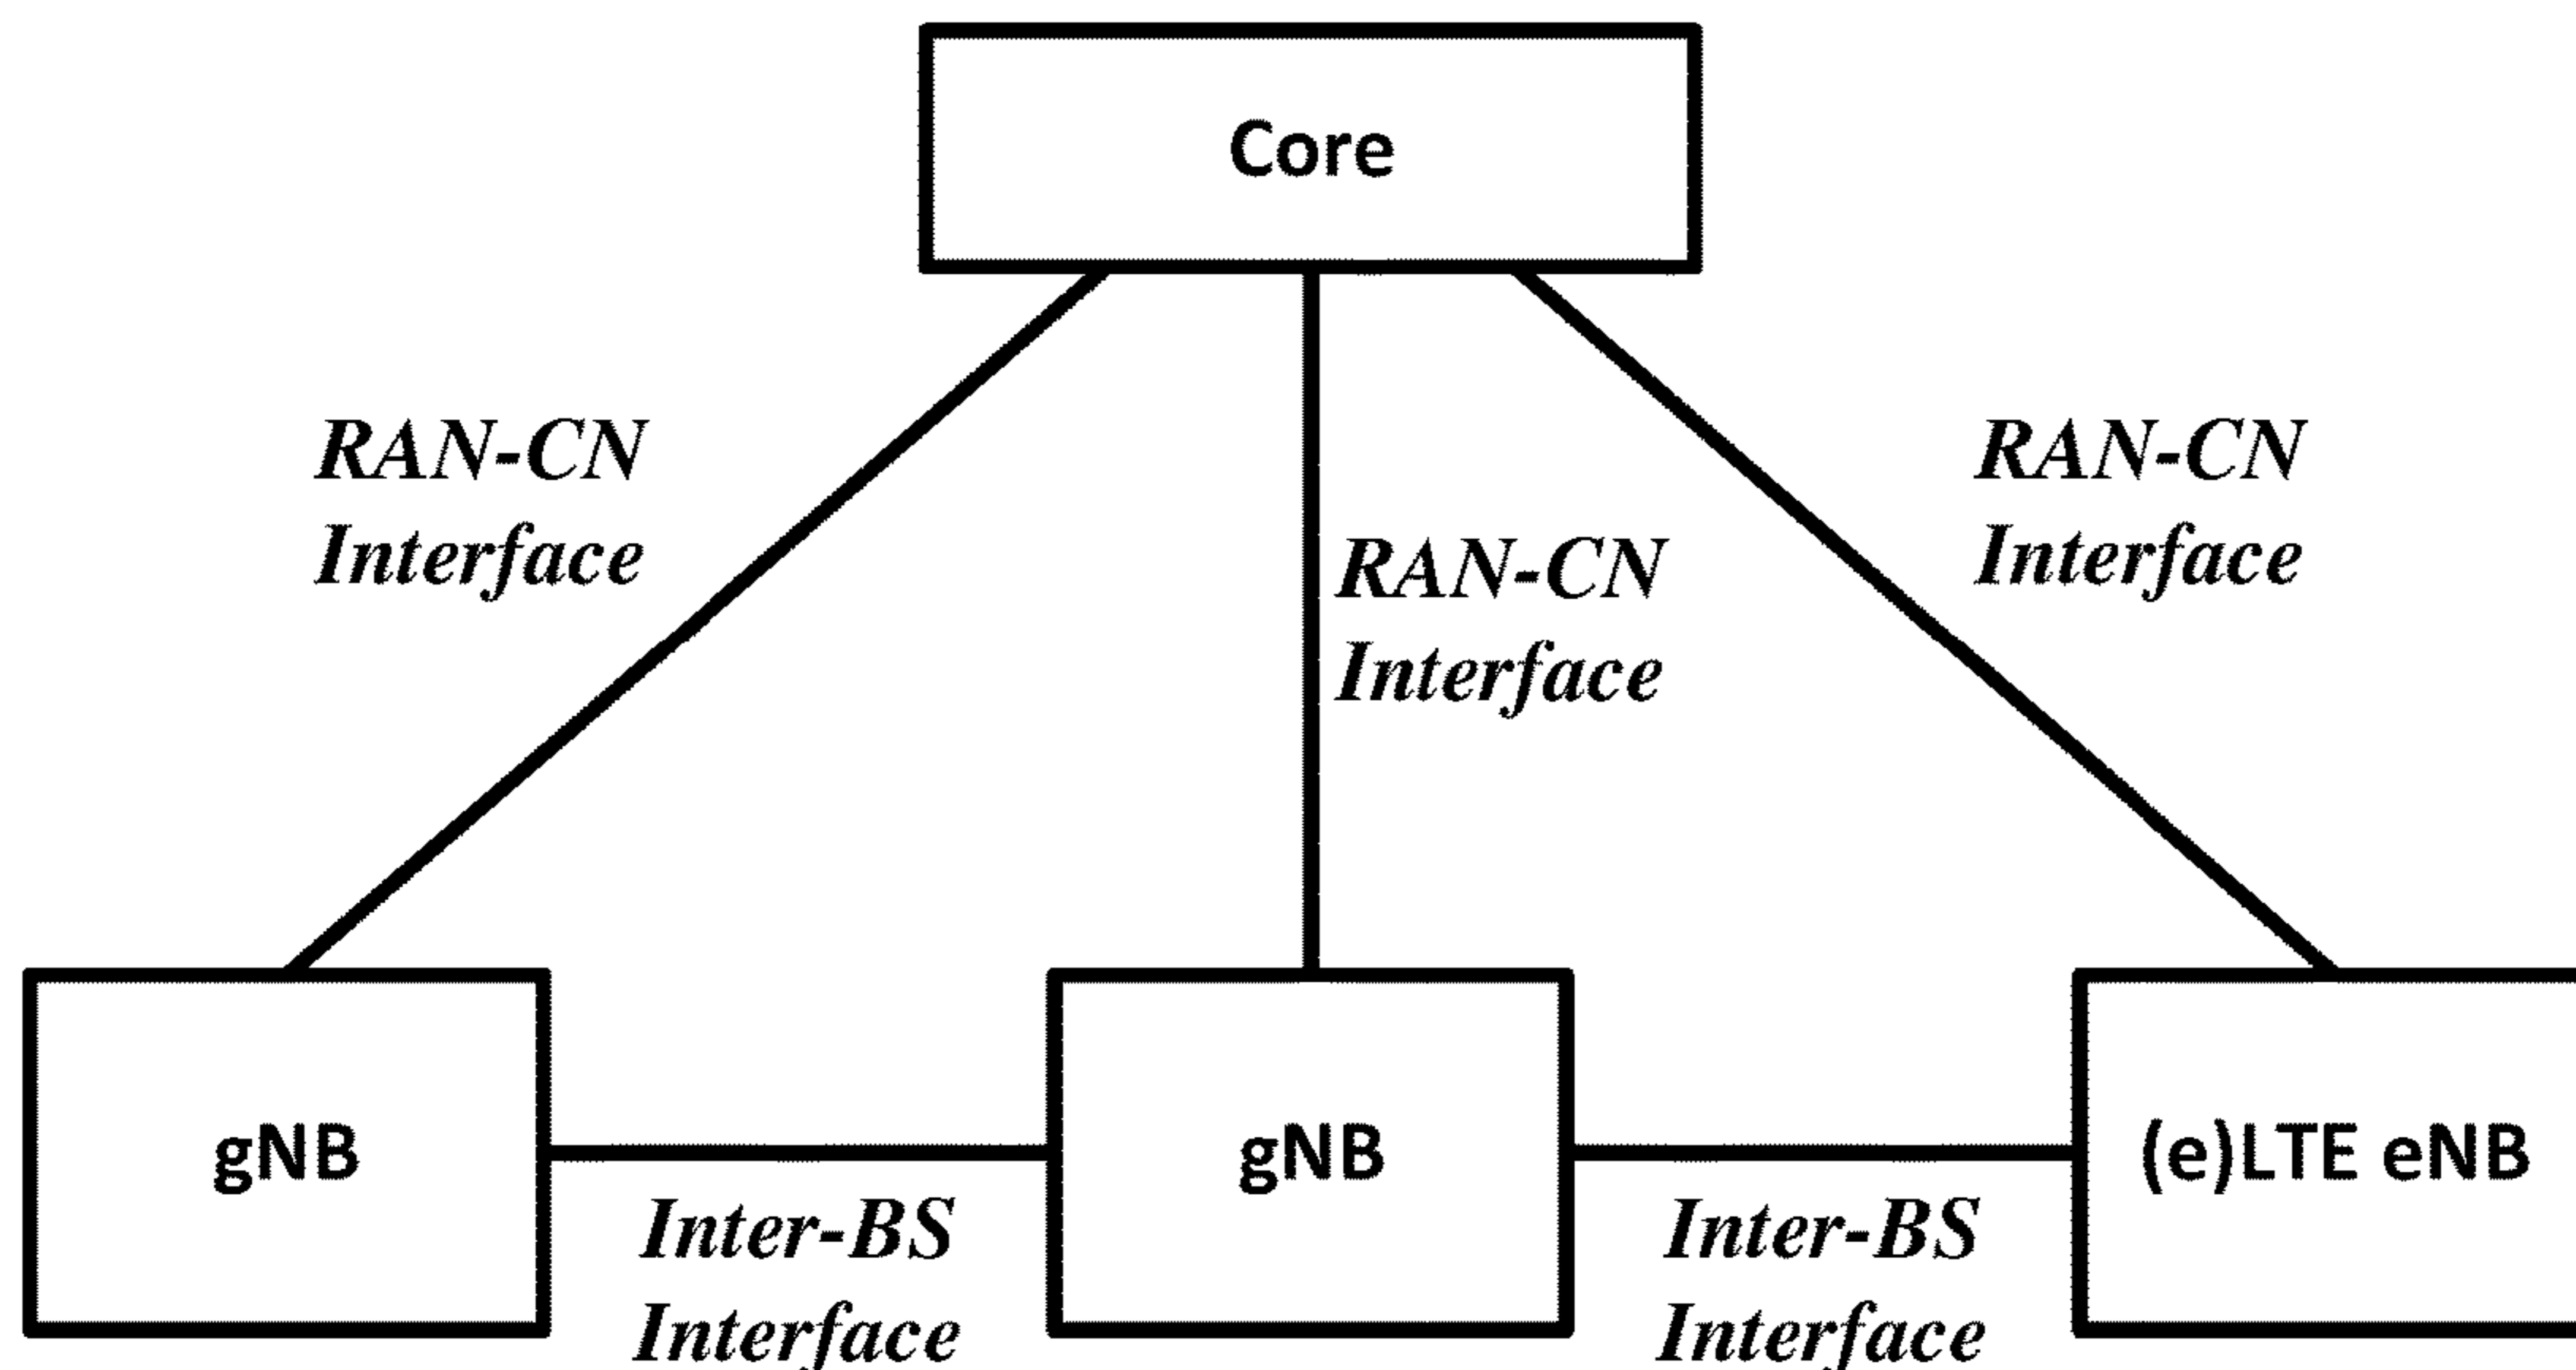 Core
RAN-CN
Interface
RAN-CN
Interface
RAN-CN
Interface
gNB
gNB
(e)LTE eNB
Inter-BS
Interface
Inter-BS
Interface